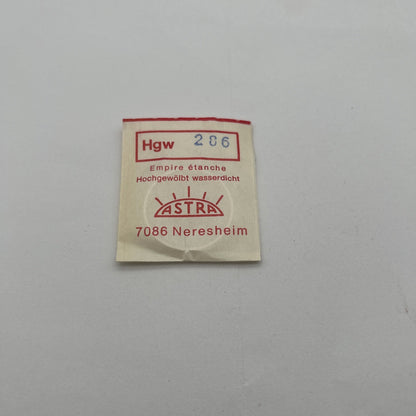 Hgw 286
Empire étanche
Hochgewölbt wasserdicht
ASTRA
7086 Neresheim